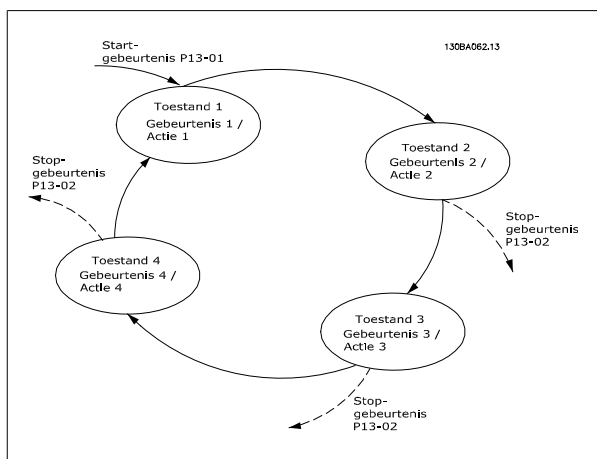 Start-
gebeurtenis P13-01
130BA062.13
Toestand 1
Gebeurtenis 1 /
Actie 1
Toestand 2
Gebeurtenis 2 /
Actie 2
Stop-
gebeurtenis
P13-02
Stop-
gebeurtenis
P13-02
Toestand 4
Gebeurtenis 4 /
Actie 4
Toestand 3
Gebeurtenis 3 /
Actie 3
Stop-
gebeurtenis
P13-02